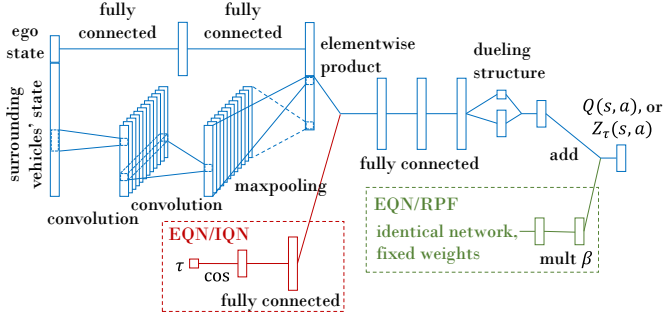 fully
connected
fully
connected
ego
state
surrounding
vehicles' state
elementwise
product
dueling
structure
Q(s, a), or
Z_τ(s, a)
convolution
convolution
maxpooling
fully connected
add
EQN/IQN
τ
cos
fully connected
EQN/RPF
identical network,
fixed weights
mult β